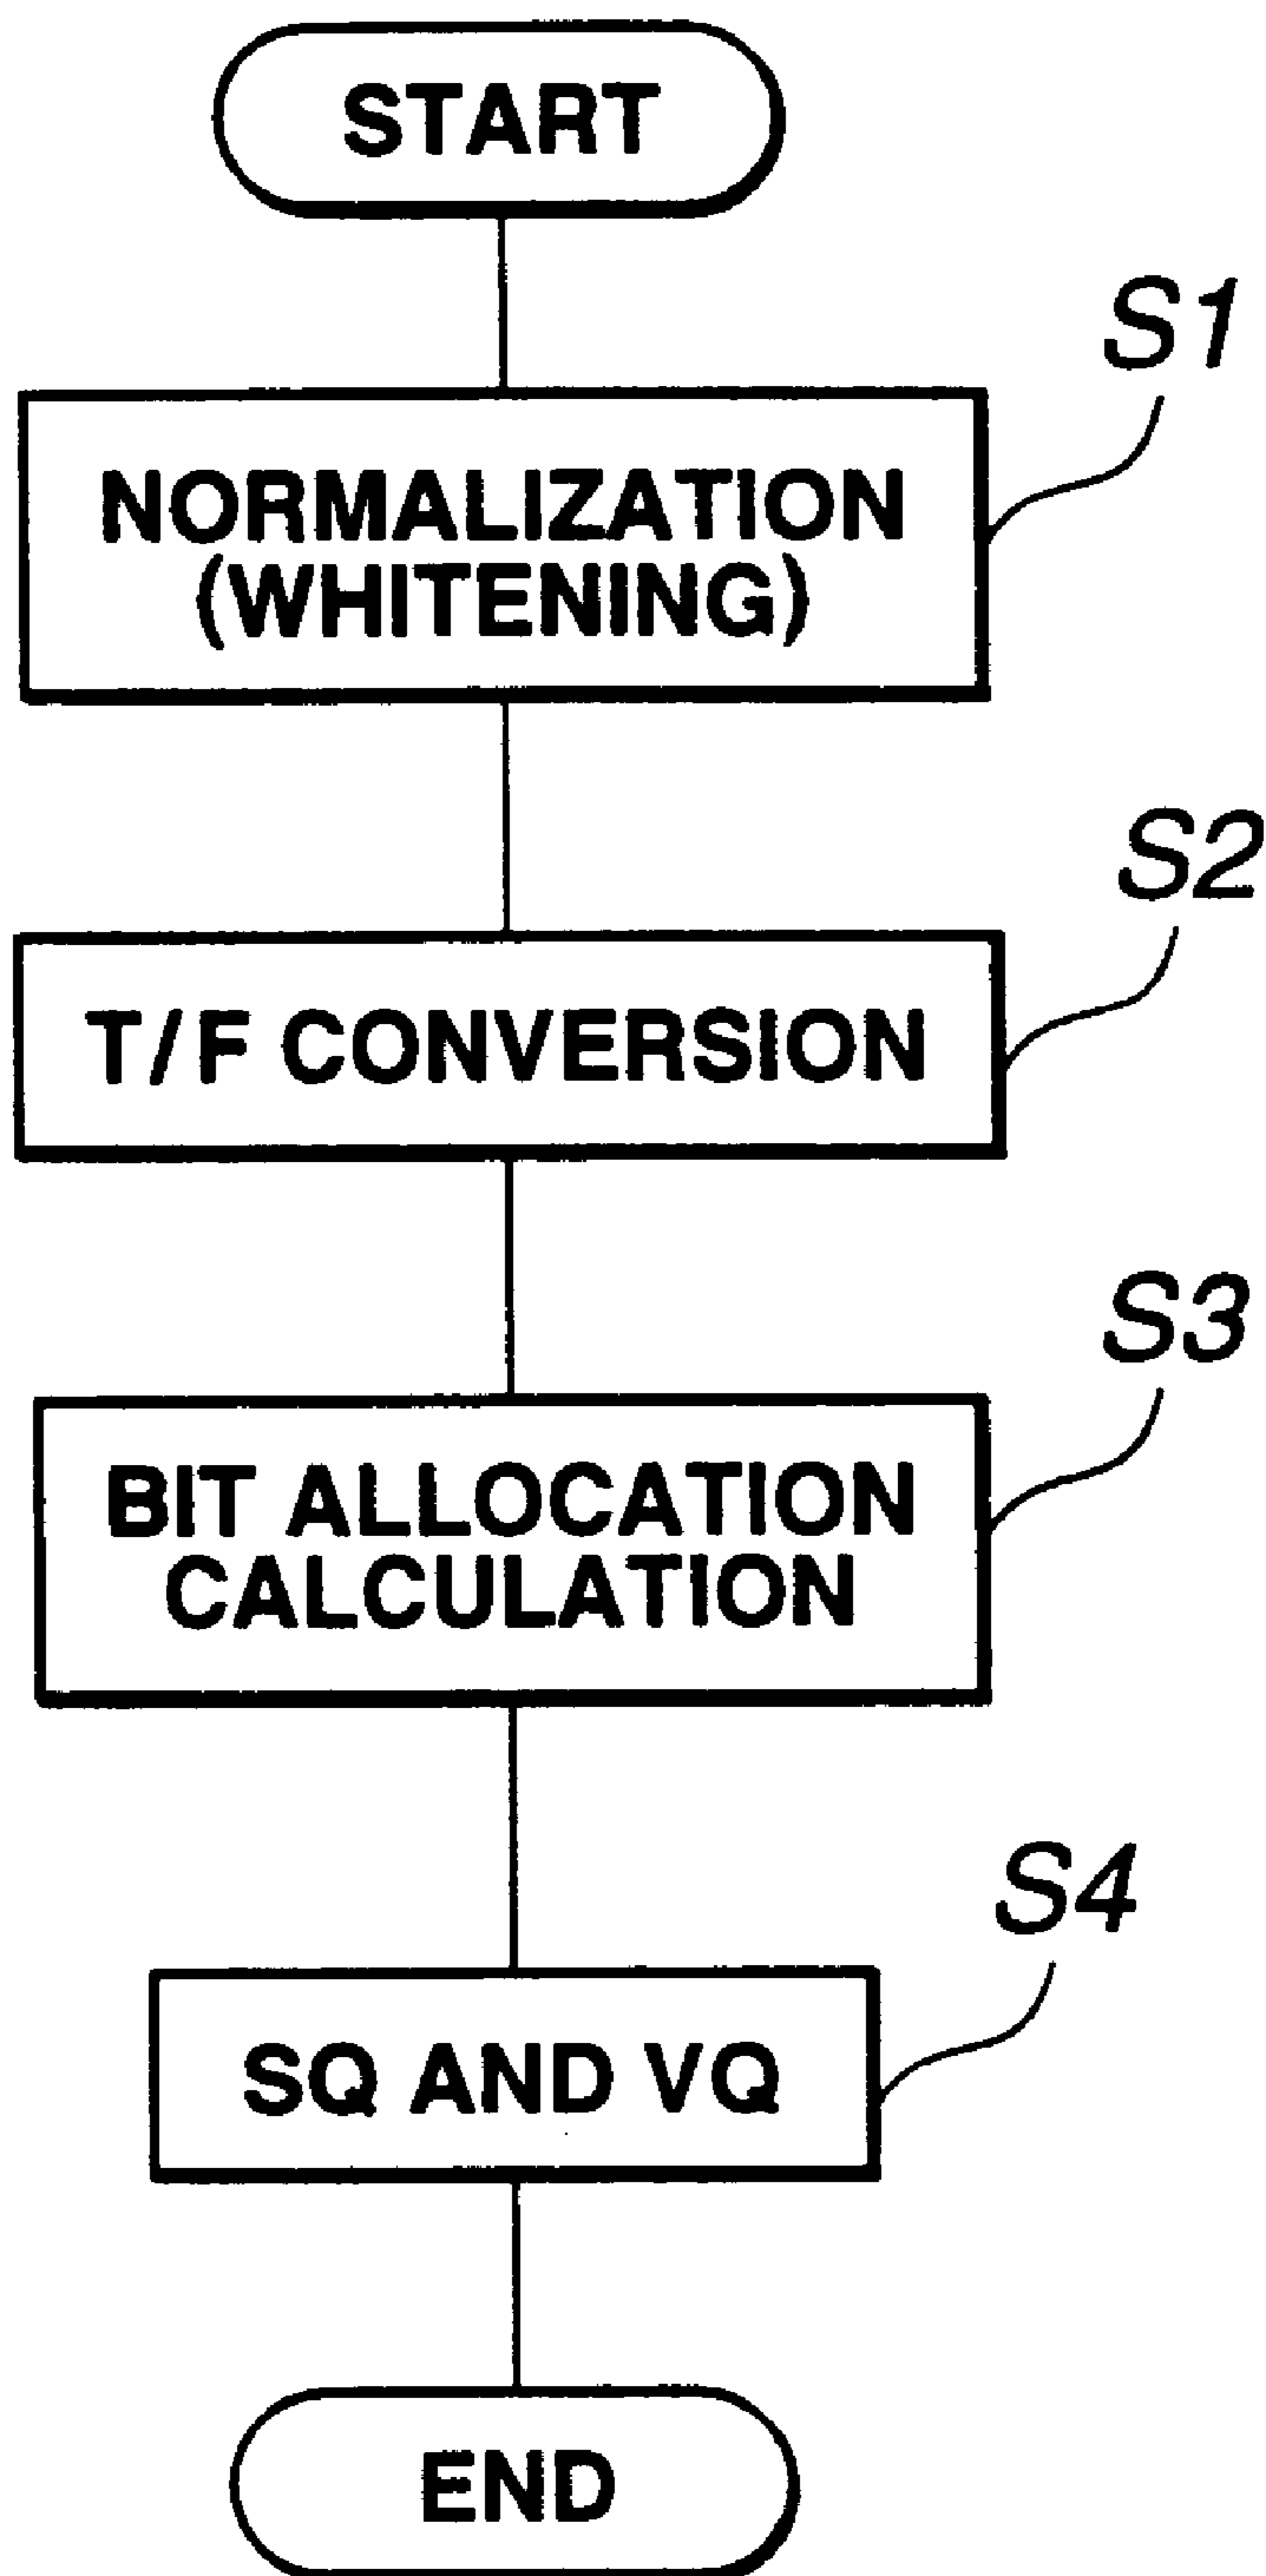 START
S1
NORMALIZATION
(WHITENING)
S2
T/F CONVERSION
S3
BIT ALLOCATION
CALCULATION
S4
SQ AND VQ
END